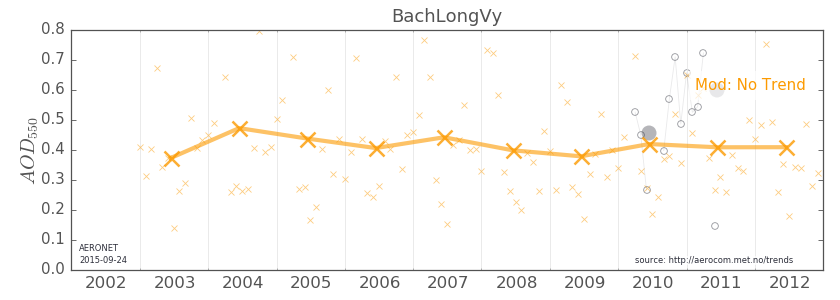 BachLongVy
0.8
0.7
0.6
0.5
0.4
0.3
0.2
0.1
0.0
AOD550
Mod: No Trend
AERONET
2015-09-24
source: http://aerocom.met.no/trends
2002 2003 2004 2005 2006 2007 2008 2009 2010 2011 2012